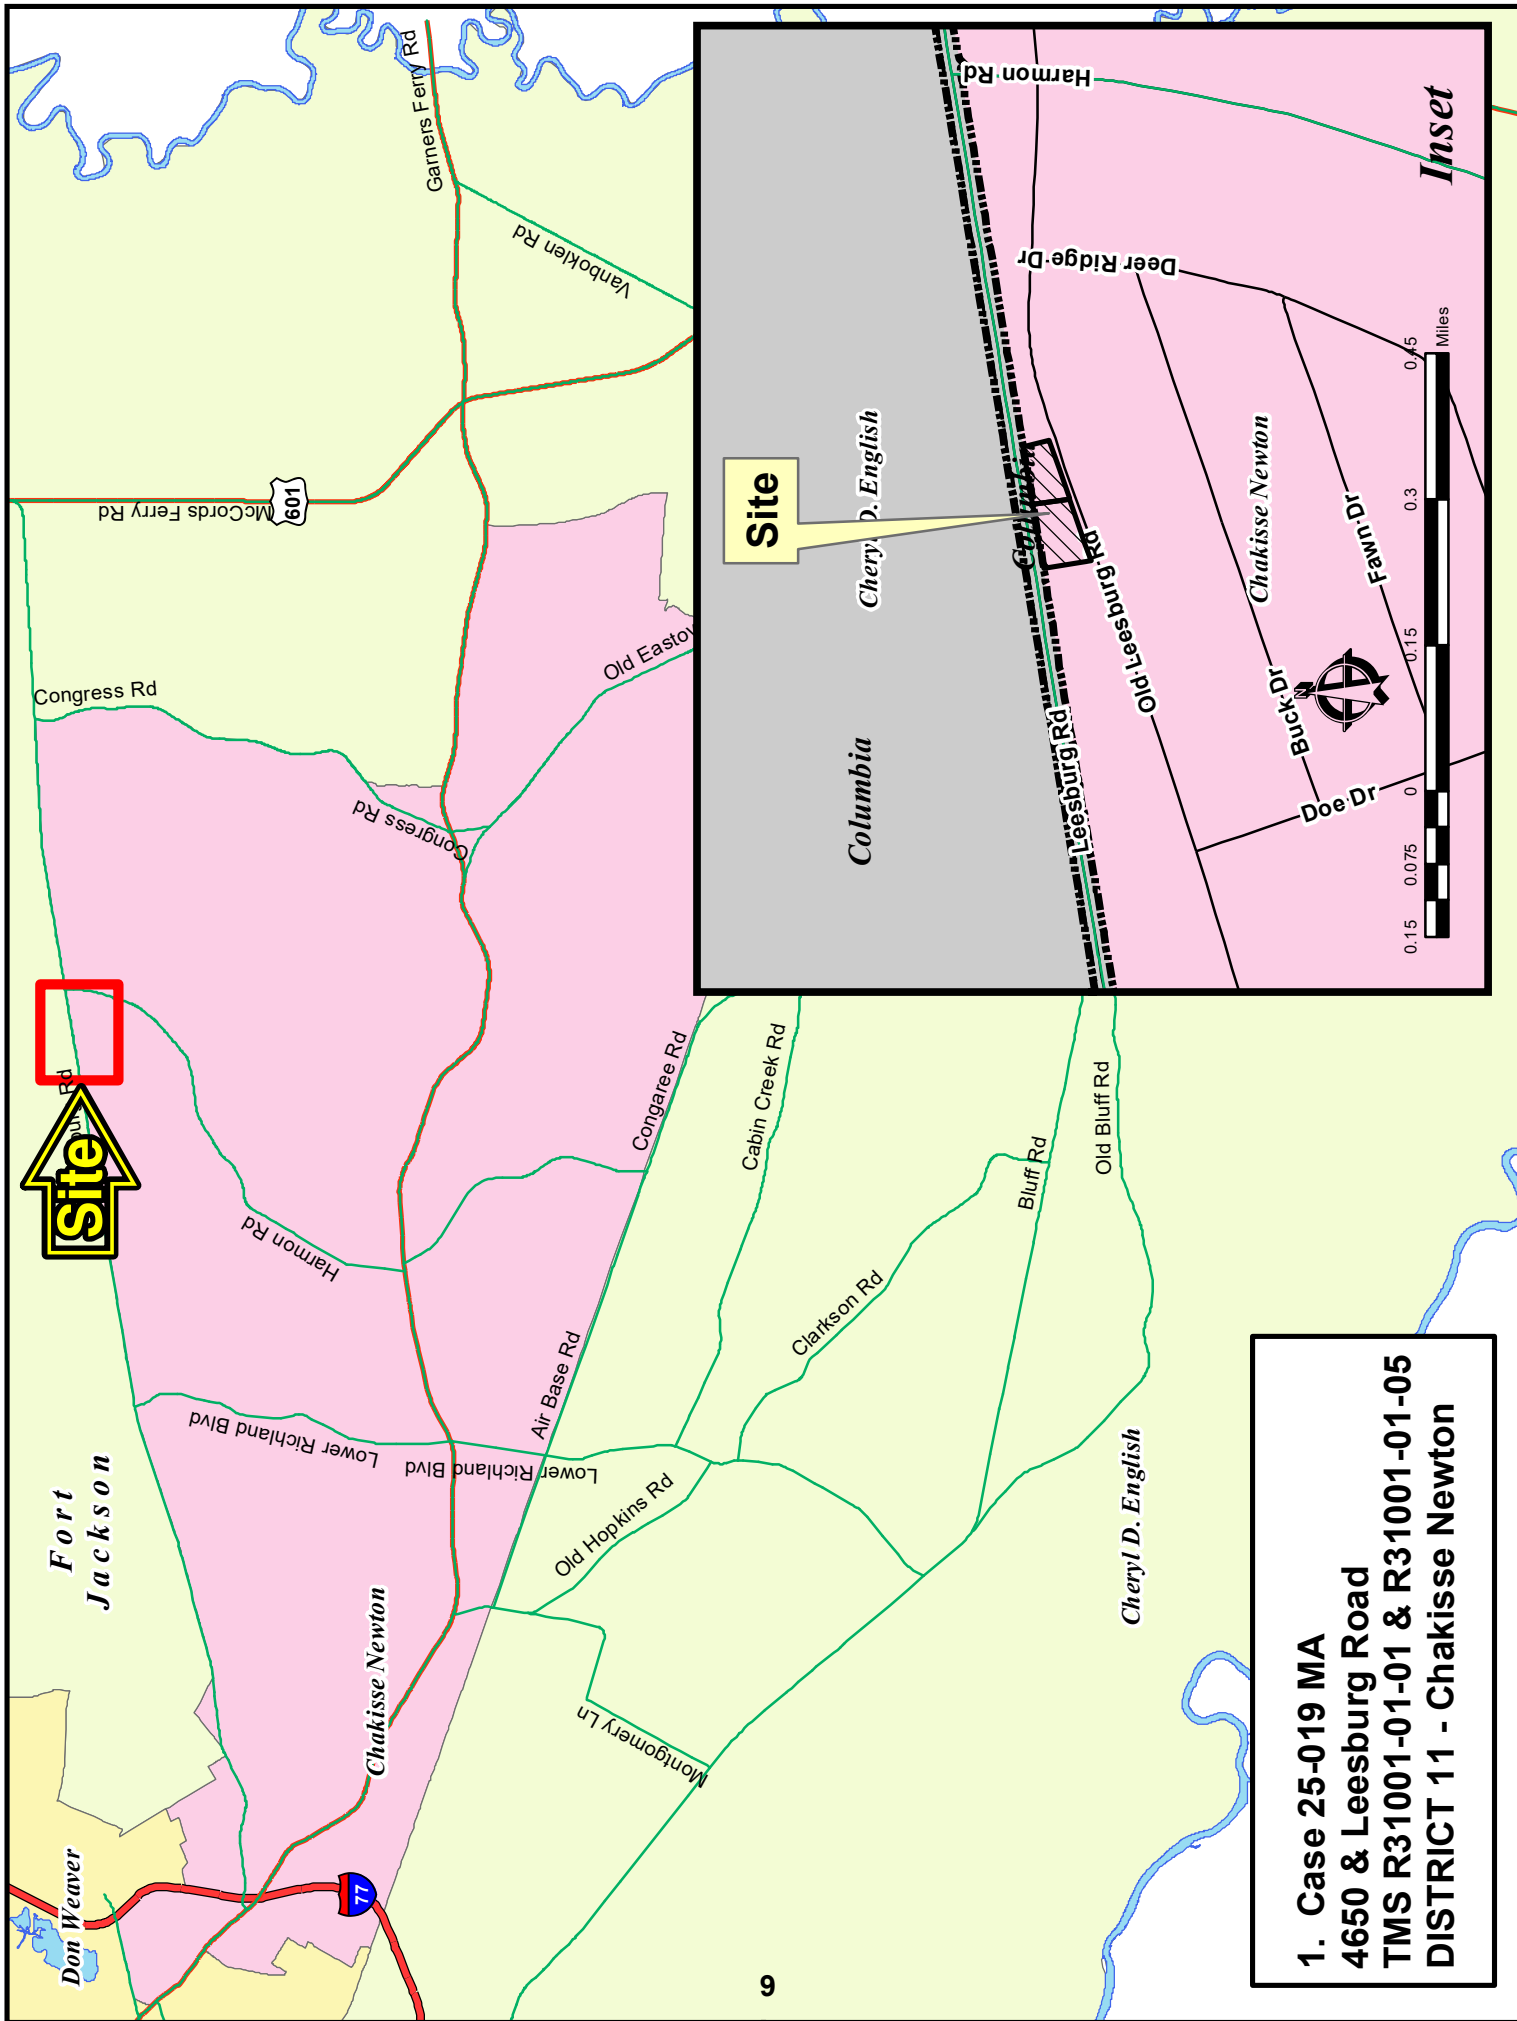 Don Weaver
Fort
Jackson
Site
Congress Rd
McCords Ferry Rd
601
Garners Ferry Rd
Vanboklen Rd
Harmon Rd
Lower Richland Blvd
Congress Rd
Chakisse Newton
77
Lower Richland Blvd
Air Base Rd
Congaree Rd
Old Hopkins Rd
Cabin Creek Rd
Clarkson Rd
Montgomery Ln
Bluff Rd
Old Bluff Rd
Cheryl D. English
Site
Columbia
Cheryl D. English
Columbia
Harmon Rd
Leesburg Rd
Old Leesburg Rd
Deer Ridge Dr
Buck Dr
Chakisse Newton
Doe Dr
Fawn Dr
N
0.15 0.075 0 0.15 0.3 0.45
Miles
Inset
1. Case 25-019 MA
4650 & Leesburg Road
TMS R31001-01-01 & R31001-01-05
DISTRICT 11 - Chakisse Newton
9